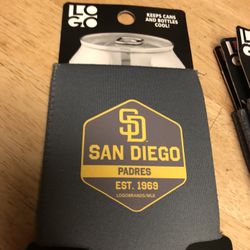 LOGO
KEEPS CANS
AND BOTTLES
COOL!
SD
SAN DIEGO
PADRES
EST. 1969
LOGOBRANDS/MLB